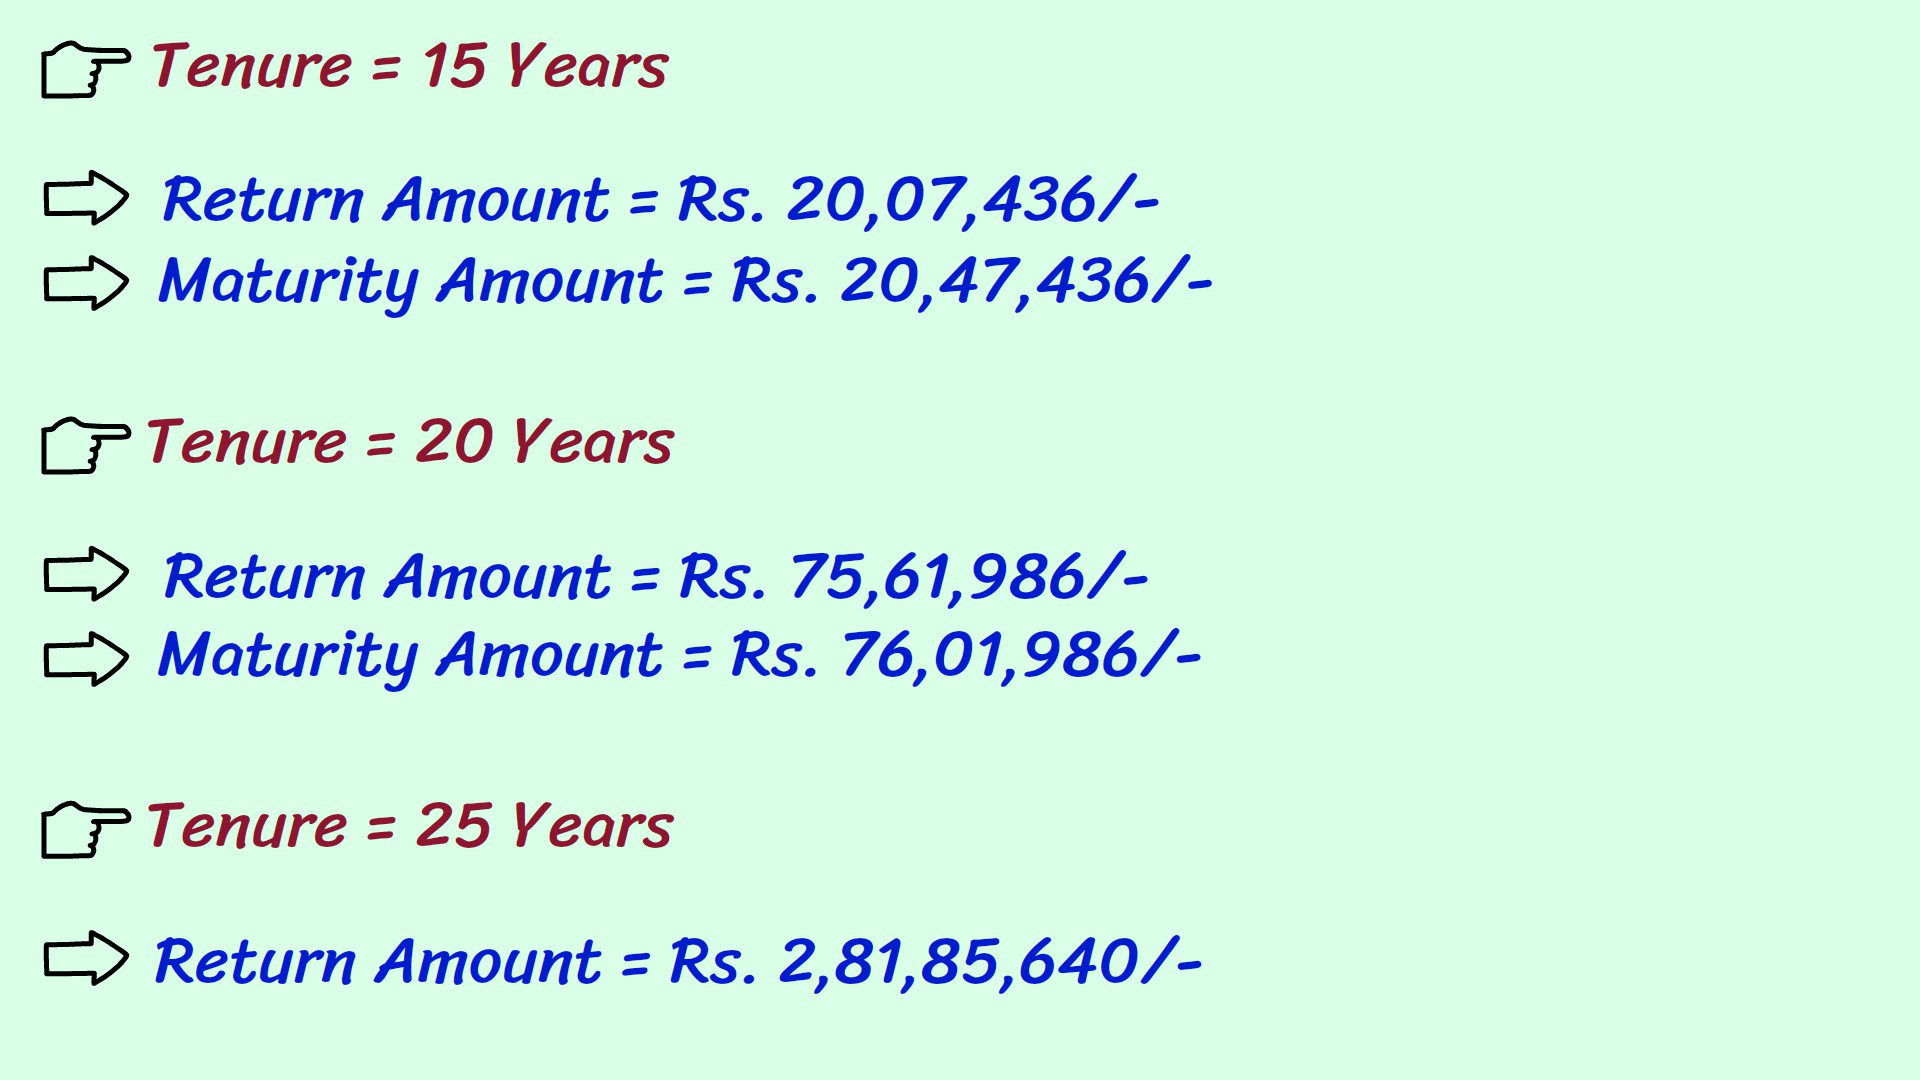 Tenure = 15 Years
Return Amount = Rs. 20,07,436/-
Maturity Amount = Rs. 20,47,436/-
Tenure = 20 Years
Return Amount = Rs. 75,61,986/-
Maturity Amount = Rs. 76,01,986/-
Tenure = 25 Years
Return Amount = Rs. 2,81,85,640/-